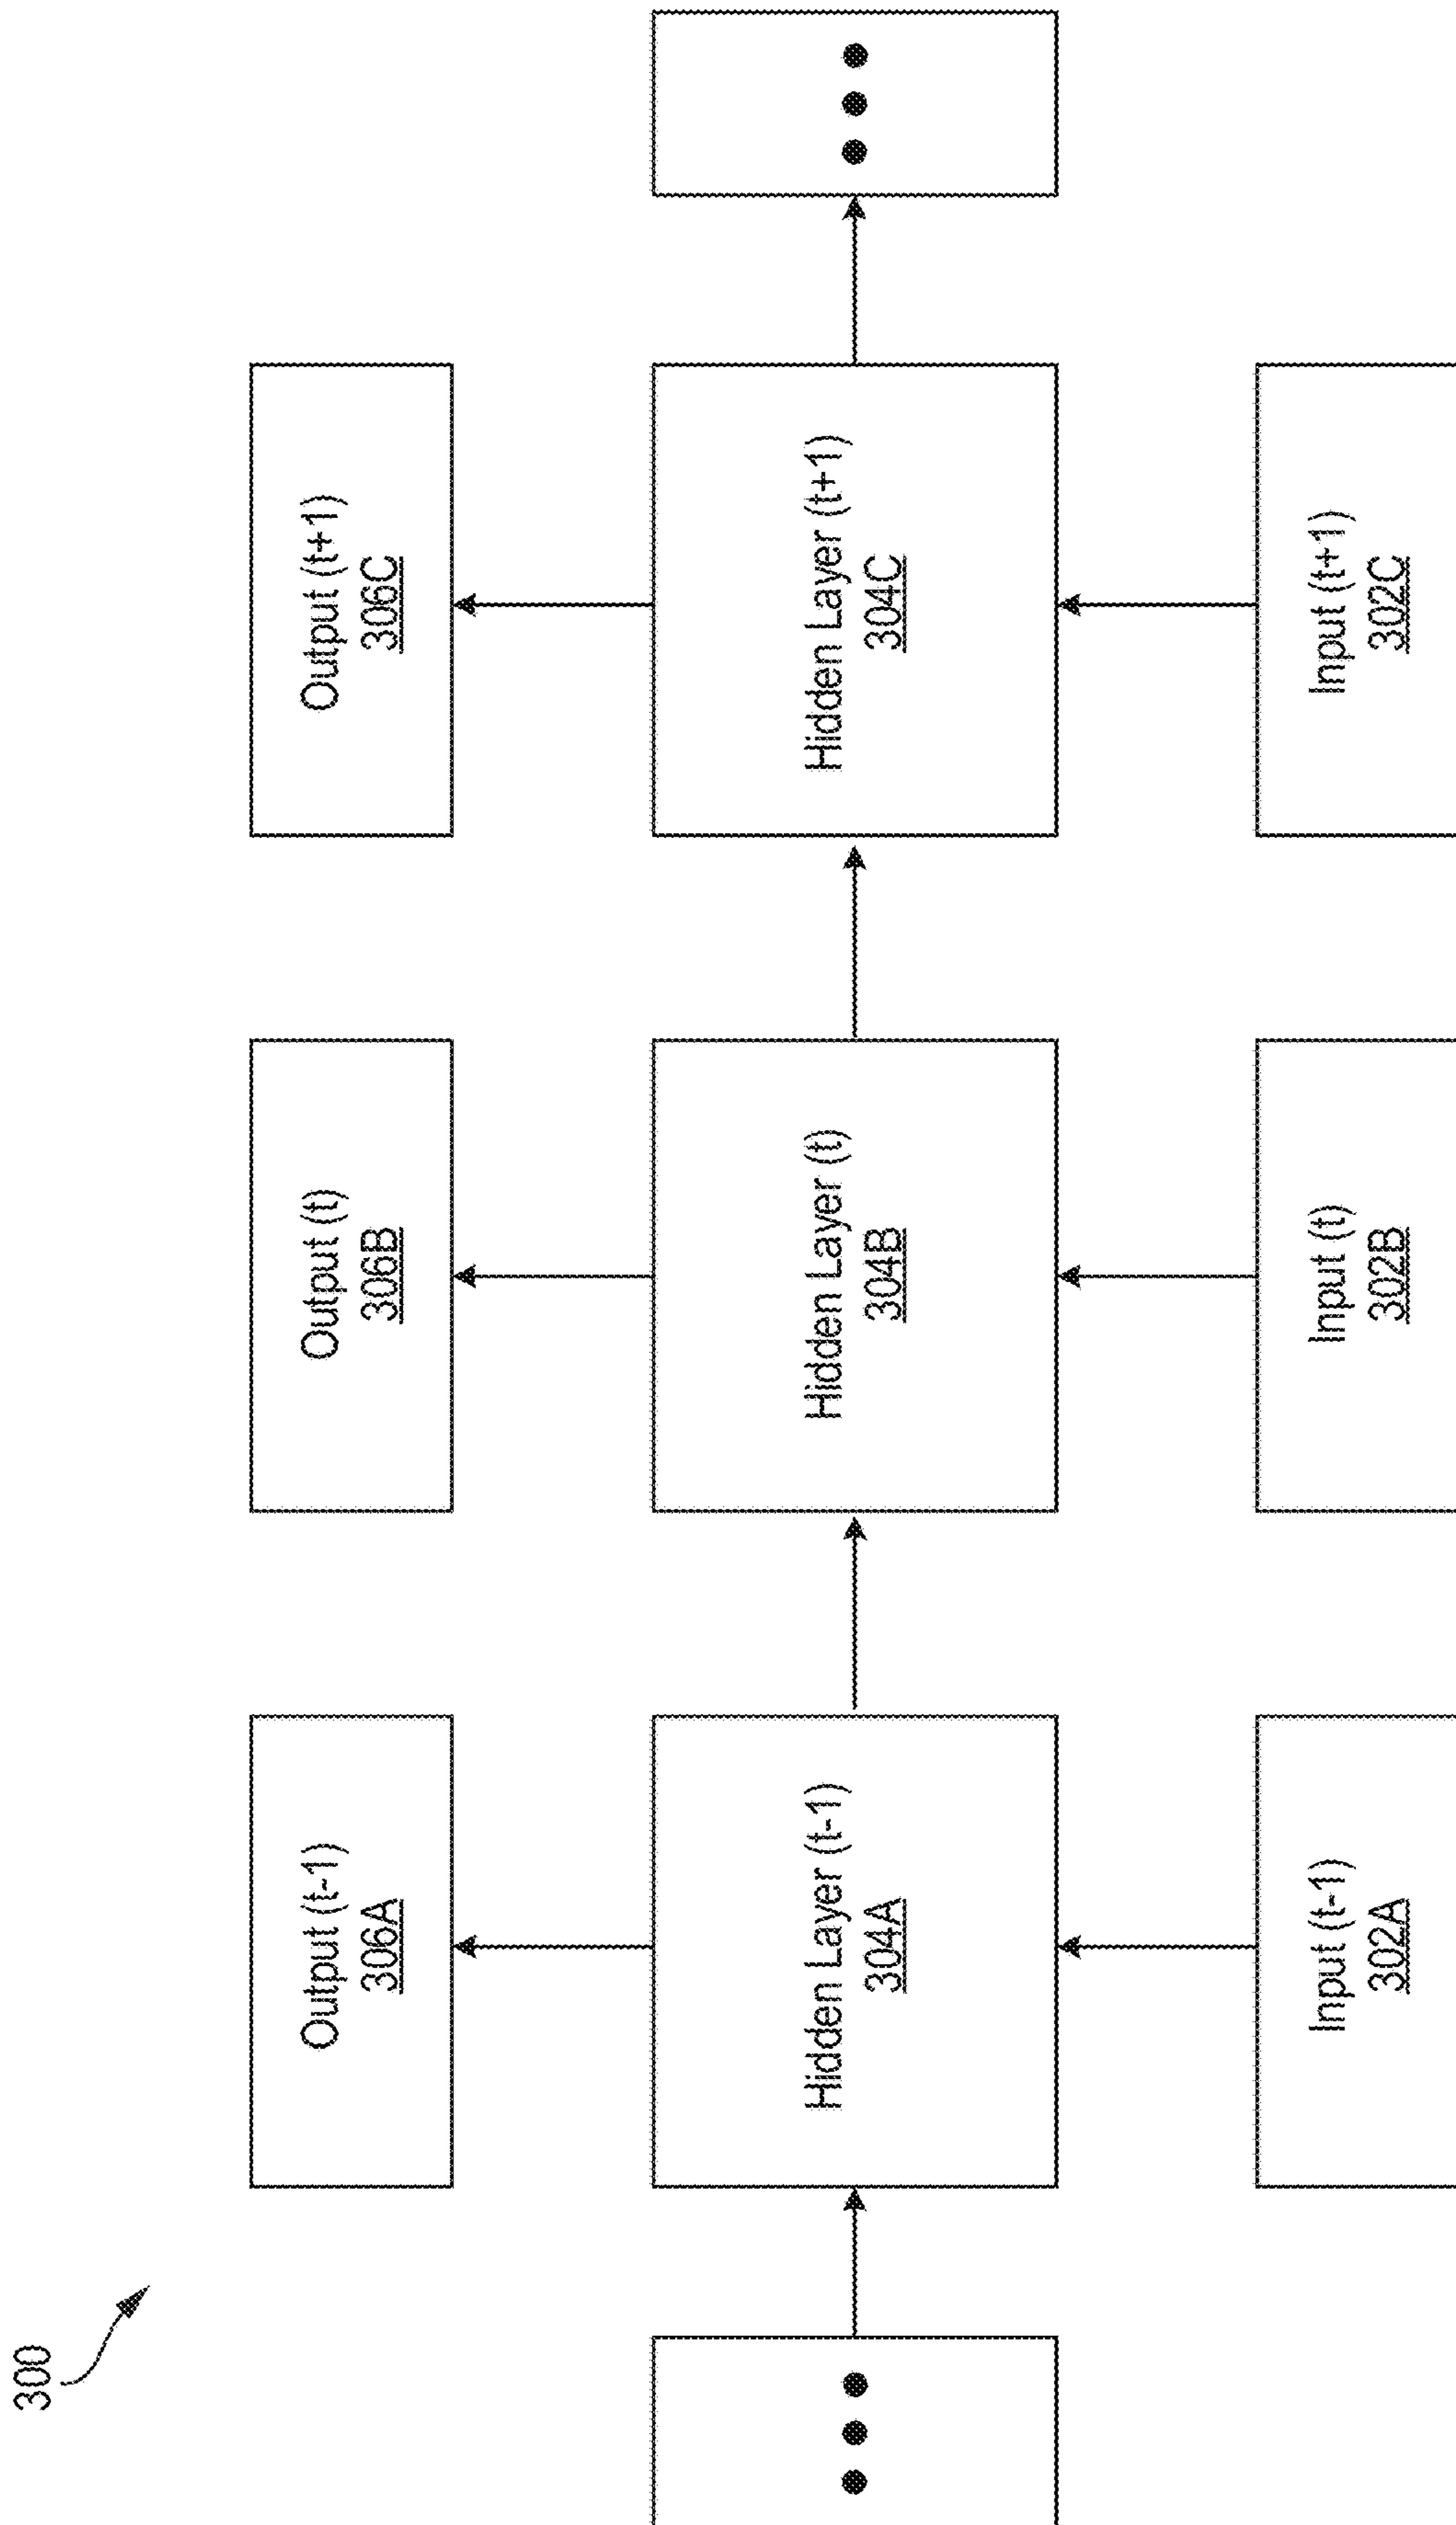 300
Output (t-1)
306A
Output (t)
306B
Output (t+1)
306C
Hidden Layer (t-1)
304A
Hidden Layer (t)
304B
Hidden Layer (t+1)
304C
Input (t-1)
302A
Input (t)
302B
Input (t+1)
302C